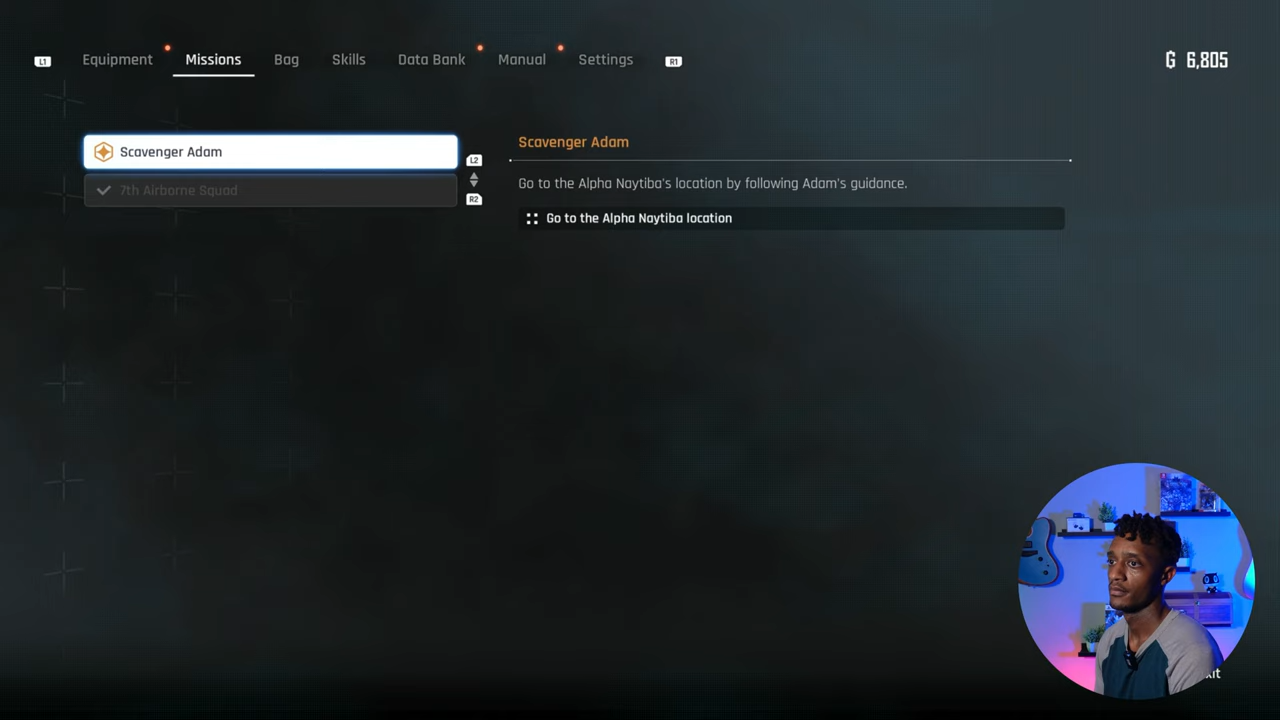 L1 Equipment Missions Bag Skills Data Bank Manual Settings R1 G 6,805
Scavenger Adam
7th Airborne Squad
L2
R2
Scavenger Adam
Go to the Alpha Naytiba's location by following Adam's guidance.
Go to the Alpha Naytiba location